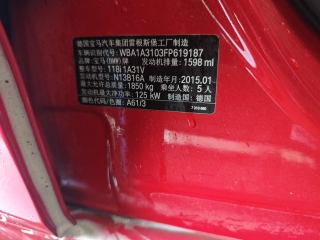 德国宝马汽车集团雷根斯堡工厂制造
车辆识别代号: WBA1A3103FP619187
品牌: 宝马(BMW)牌 发动机排量: 1598 ml
整车型号: 118i 1A31V
发动机型号: N13B16A 制造年月: 2015.01
最大允许总质量: 1850 kg 乘坐人数: 5 人
发动机最大净功率: 125 kW 制造国: 德国
内部代码/色画: A61/3